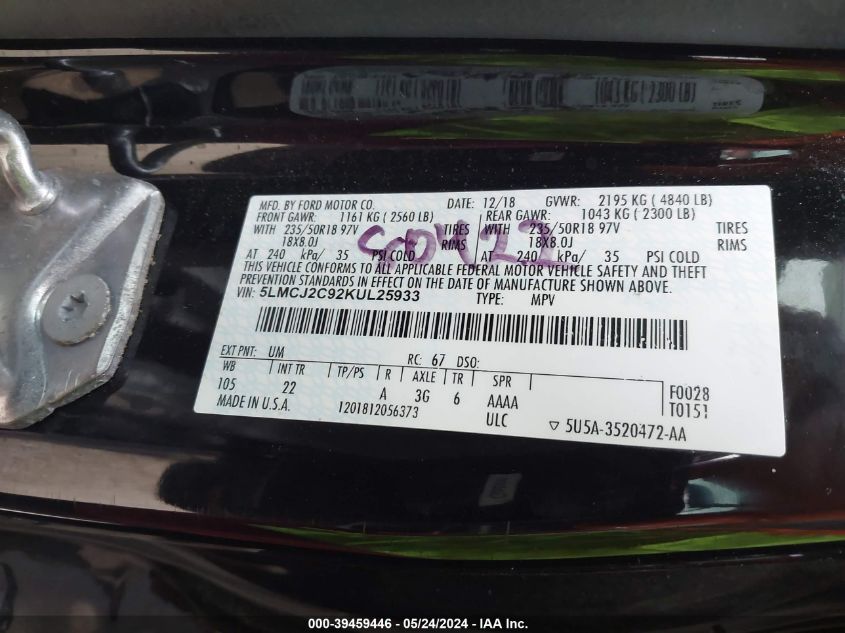 MFD. BY FORD MOTOR CO. DATE: 12/18 GVWR: 2195 KG ( 4840 LB)
FRONT GAWR: 1161 KG ( 2560 LB) REAR GAWR: 1043 KG ( 2300 LB)
WITH 235/50R18 97V TIRES WITH 235/50R18 97V TIRES
18X8.0J RIMS 18X8.0J RIMS
AT 240 kPa/ 35 PSI COLD AT 240 kPa/ 35 PSI COLD
THIS VEHICLE CONFORMS TO ALL APPLICABLE FEDERAL MOTOR VEHICLE SAFETY AND THEFT
PREVENTION STANDARDS IN EFFECT ON THE DATE OF MANUFACTURE SHOWN ABOVE.
VIN: 5LMCJ2C92KUL25933 TYPE: MPV
EXT PNT: UM RC: 67 DSO:
WB INT TR TP/PS R AXLE TR SPR
105 22 A 3G 6 AAAA F0028
MADE IN U.S.A. 1201812056373 ULC T0151
▽ 5U5A-3520472-AA
000-39459446 - 05/24/2024 - IAA Inc.